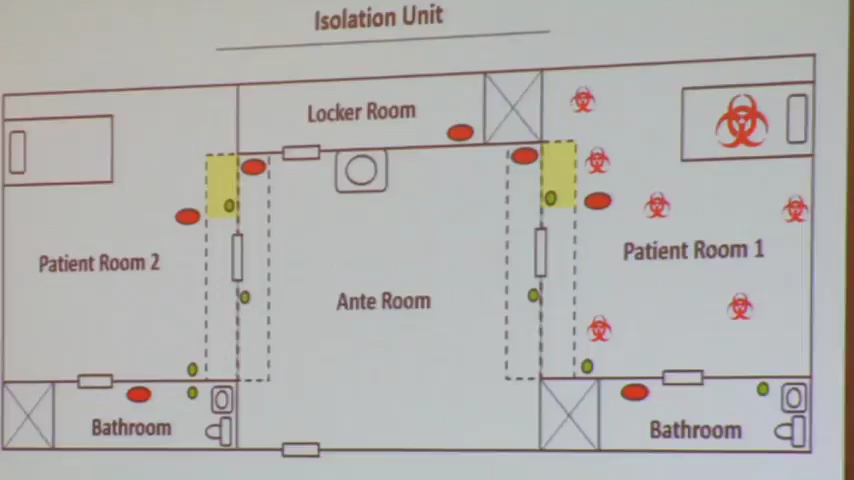 Isolation Unit
Locker Room
Patient Room 2
Ante Room
Patient Room 1
Bathroom
Bathroom